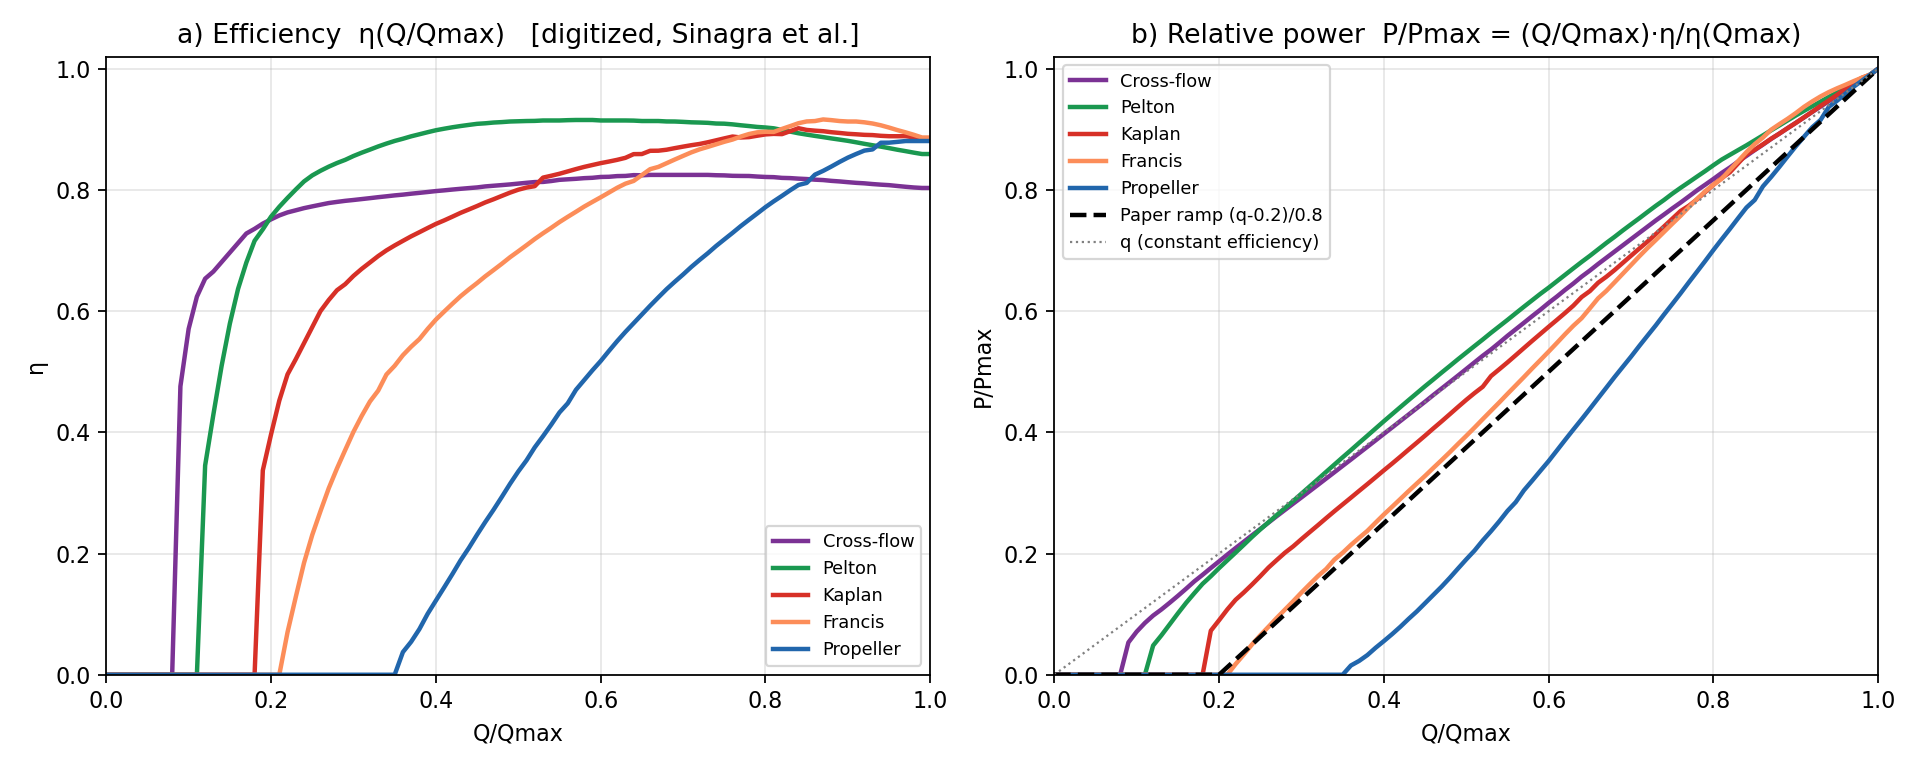 a) Efficiency  η(Q/Qmax)   [digitized, Sinagra et al.]
1.0
0.8
0.6
0.4
0.2
0.0
η
0.0 0.2 0.4 0.6 0.8 1.0
Q/Qmax
Cross-flow
Pelton
Kaplan
Francis
Propeller
b) Relative power  P/Pmax = (Q/Qmax)·η/η(Qmax)
1.0
0.8
0.6
0.4
0.2
0.0
P/Pmax
0.0 0.2 0.4 0.6 0.8 1.0
Q/Qmax
Cross-flow
Pelton
Kaplan
Francis
Propeller
Paper ramp (q-0.2)/0.8
q (constant efficiency)